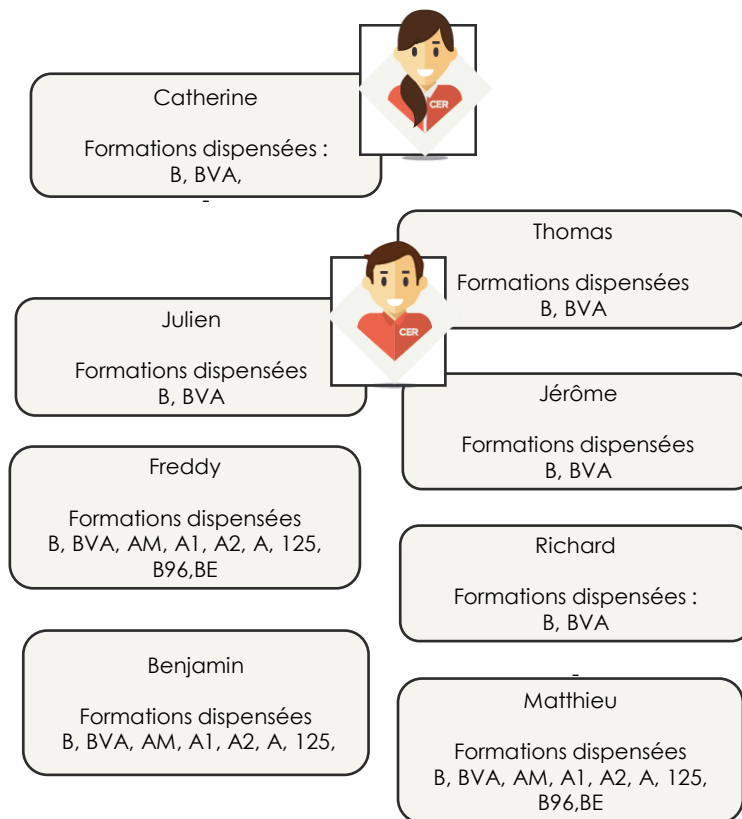 Catherine
CER
Formations dispensées :
B, BVA,
-
Thomas
Formations dispensées
B, BVA
Julien
CER
Formations dispensées
B, BVA
Jérôme
Formations dispensées
B, BVA
Freddy
Formations dispensées
B, BVA, AM, A1, A2, A, 125,
B96,BE
Richard
Formations dispensées :
B, BVA
-
Benjamin
Formations dispensées
B, BVA, AM, A1, A2, A, 125,
Matthieu
Formations dispensées
B, BVA, AM, A1, A2, A, 125,
B96,BE